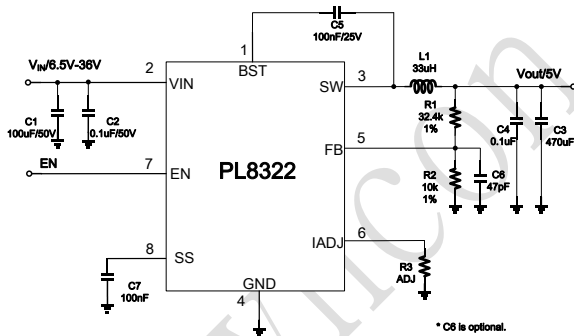 C5
100nF/25V
1
BST
VIN/6.5V-36V
2
VIN
C1
100uF/50V
C2
0.1uF/50V
SW
3
L1
33uH
Vout/5V
R1
32.4k
1%
C4
0.1uF
C3
470uF
FB
5
R2
10k
1%
C6
47pF
EN
7
EN
PL8322
IADJ
6
R3
ADJ
8
SS
C7
100nF
GND
4
* C6 is optional.